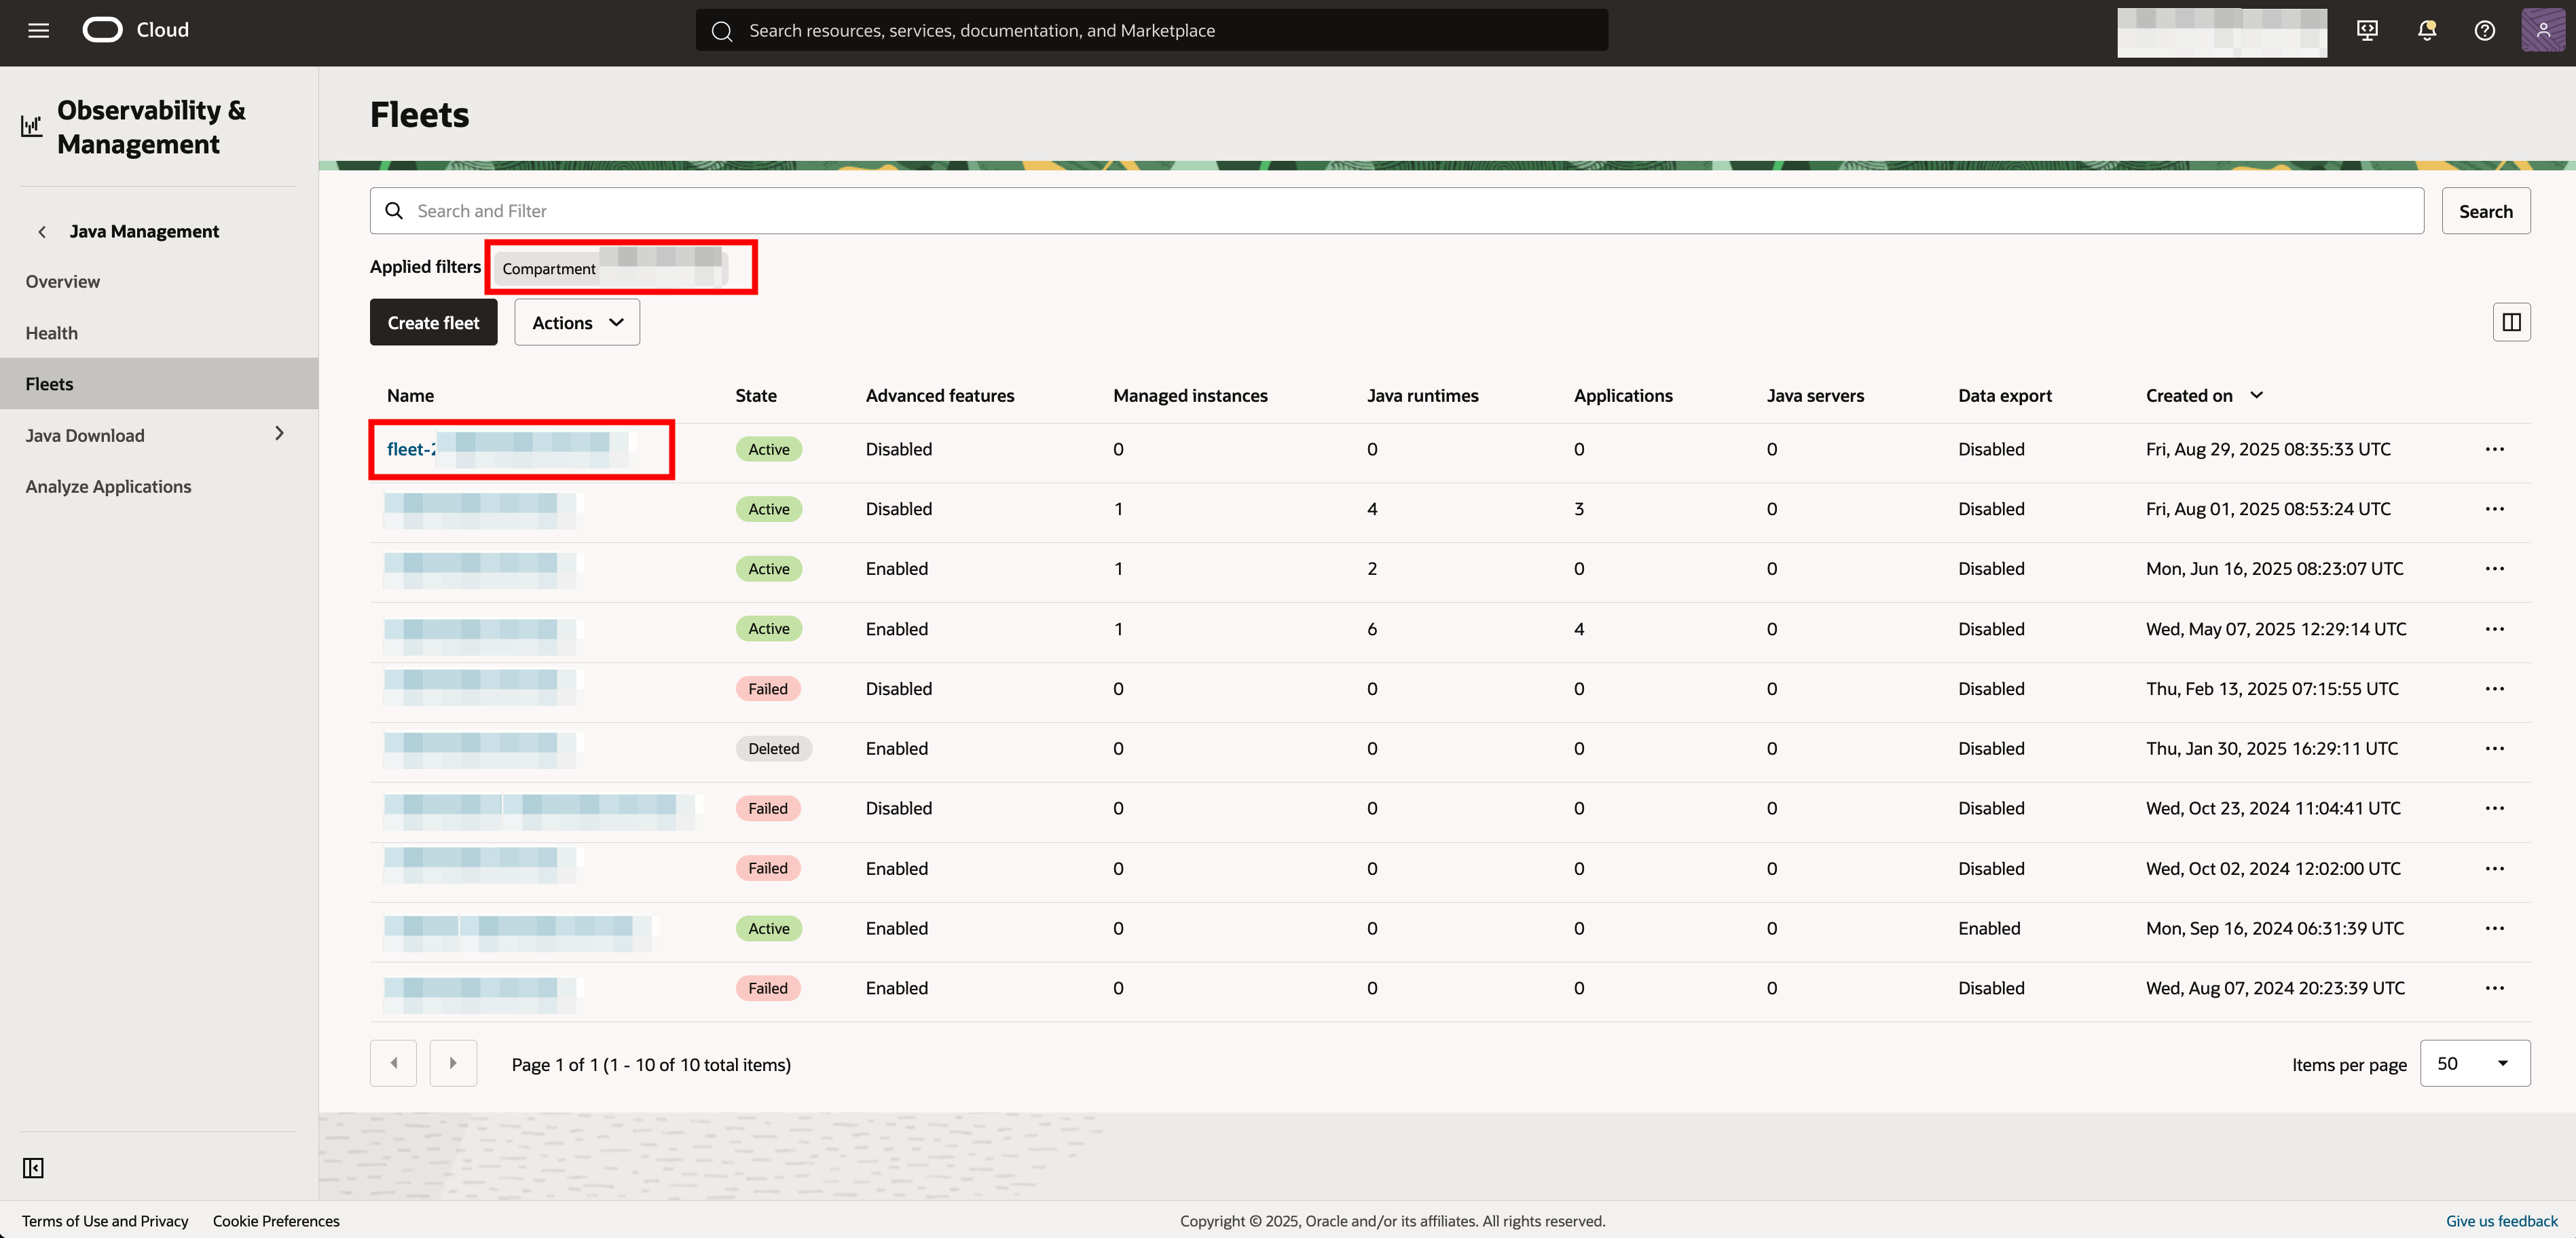 Cloud
Search resources, services, documentation, and Marketplace
Observability &
Management
Java Management
Overview
Health
Fleets
Java Download
Analyze Applications
Fleets
Search and Filter
Search
Applied filters Compartment
Create fleet Actions
Name State Advanced features Managed instances Java runtimes Applications Java servers Data export Created on
fleet- Active Disabled 0 0 0 0 Disabled Fri, Aug 29, 2025 08:35:33 UTC
Active Disabled 1 4 3 0 Disabled Fri, Aug 01, 2025 08:53:24 UTC
Active Enabled 1 2 0 0 Disabled Mon, Jun 16, 2025 08:23:07 UTC
Active Enabled 1 6 4 0 Disabled Wed, May 07, 2025 12:29:14 UTC
Failed Disabled 0 0 0 0 Disabled Thu, Feb 13, 2025 07:15:55 UTC
Deleted Enabled 0 0 0 0 Disabled Thu, Jan 30, 2025 16:29:11 UTC
Failed Disabled 0 0 0 0 Disabled Wed, Oct 23, 2024 11:04:41 UTC
Failed Enabled 0 0 0 0 Disabled Wed, Oct 02, 2024 12:02:00 UTC
Active Enabled 0 0 0 0 Enabled Mon, Sep 16, 2024 06:31:39 UTC
Failed Enabled 0 0 0 0 Disabled Wed, Aug 07, 2024 20:23:39 UTC
Page 1 of 1 (1 - 10 of 10 total items)
Items per page 50
Terms of Use and Privacy Cookie Preferences
Copyright © 2025, Oracle and/or its affiliates. All rights reserved.
Give us feedback